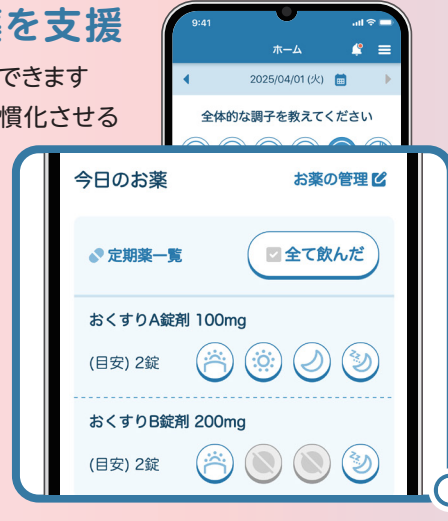 薬を支援
できます
慣化させる
9:41
ホーム
2025/04/01 (火)
全体的な調子を教えてください
今日のお薬
お薬の管理
定期薬一覧
全て飲んだ
おくすりA錠剤 100mg
(目安) 2錠
おくすりB錠剤 200mg
(目安) 2錠